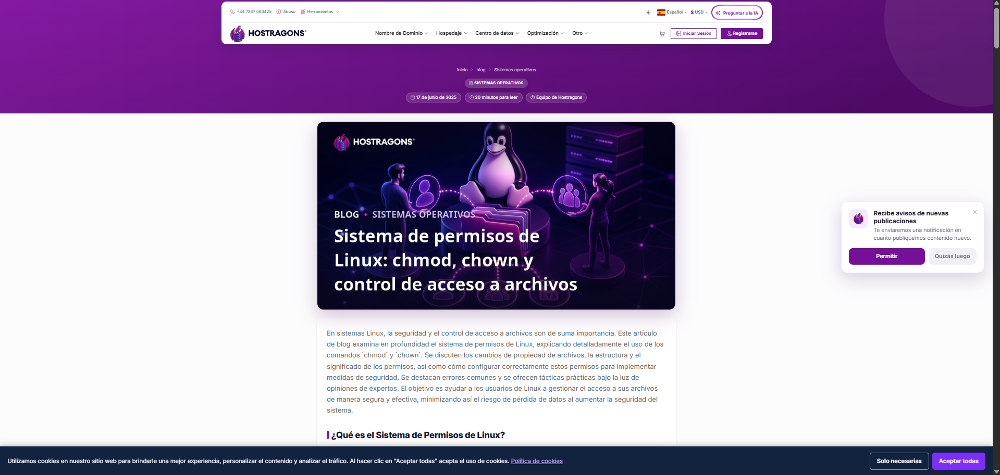 +44 7367 063425 Abuso Herramientas
Español $ USD Preguntar a la IA
HOSTRAGONS®
Nombre de Dominio Hospedaje Centro de datos Optimización Otro
Iniciar Sesión Registrarse
Inicio > blog > Sistemas operativos
SISTEMAS OPERATIVOS
17 de junio de 2025 20 minutos para leer Equipo de Hostragons
HOSTRAGONS®
BLOG • SISTEMAS OPERATIVOS
Sistema de permisos de
Linux: chmod, chown y
control de acceso a archivos
Recibe avisos de nuevas
publicaciones
Te enviaremos una notificación en
cuanto publiquemos contenido nuevo.
Permitir Quizás luego
En sistemas Linux, la seguridad y el control de acceso a archivos son de suma importancia. Este artículo
de blog examina en profundidad el sistema de permisos de Linux, explicando detalladamente el uso de los
comandos `chmod` y `chown`. Se discuten los cambios de propiedad de archivos, la estructura y el
significado de los permisos, así como cómo configurar correctamente estos permisos para implementar
medidas de seguridad. Se destacan errores comunes y se ofrecen tácticas prácticas bajo la luz de
opiniones de expertos. El objetivo es ayudar a los usuarios de Linux a gestionar el acceso a sus archivos
de manera segura y efectiva, minimizando así el riesgo de pérdida de datos al aumentar la seguridad del
sistema.
¿Qué es el Sistema de Permisos de Linux?
Utilizamos cookies en nuestro sitio web para brindarle una mejor experiencia, personalizar el contenido y analizar el tráfico. Al hacer clic en "Aceptar todas" acepta el uso de cookies. Política de cookies
Solo necesarias Aceptar todas